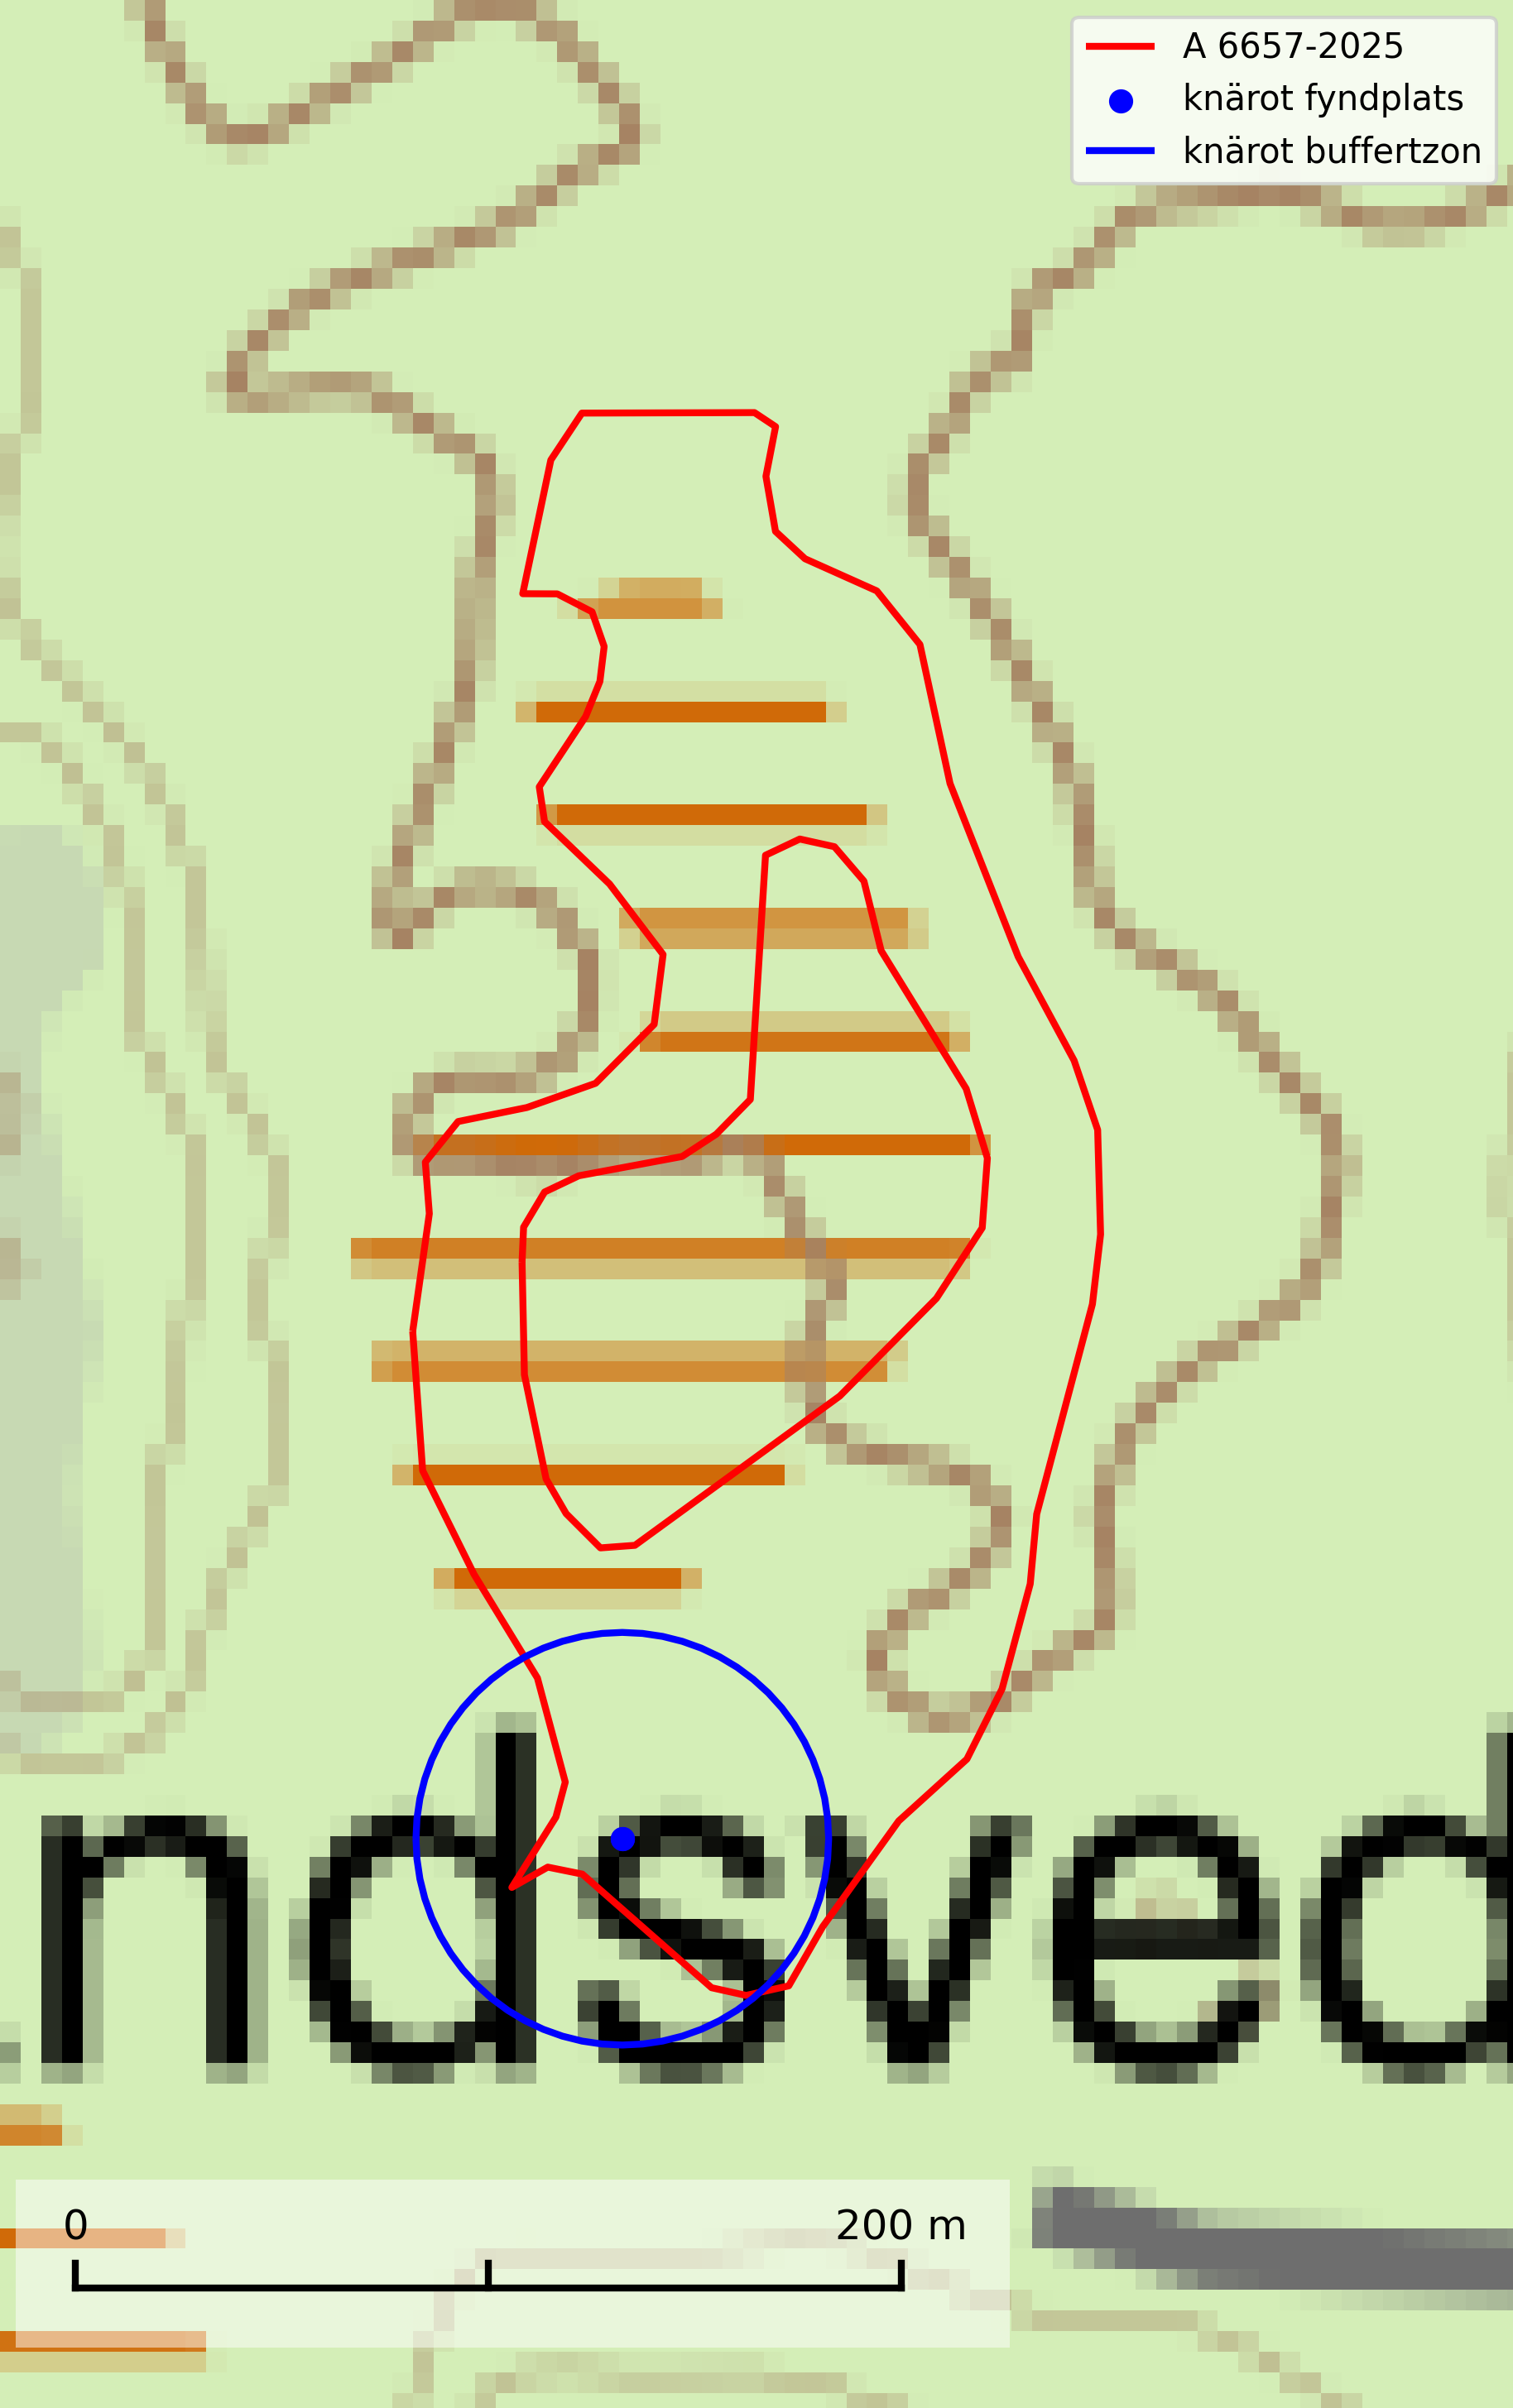 A 6657-2025
knärot fyndplats
knärot buffertzon
ndsved
0 200 m